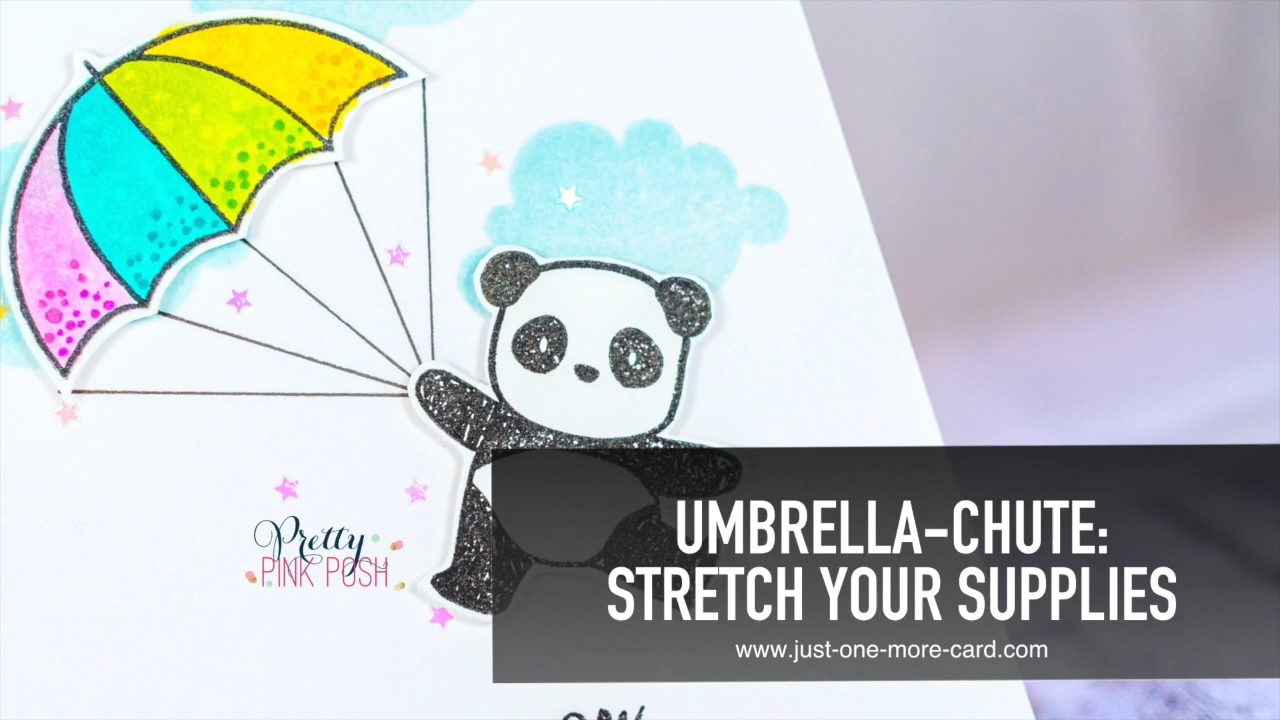 Pretty
PINK POSH
UMBRELLA-CHUTE:
STRETCH YOUR SUPPLIES
www.just-one-more-card.com